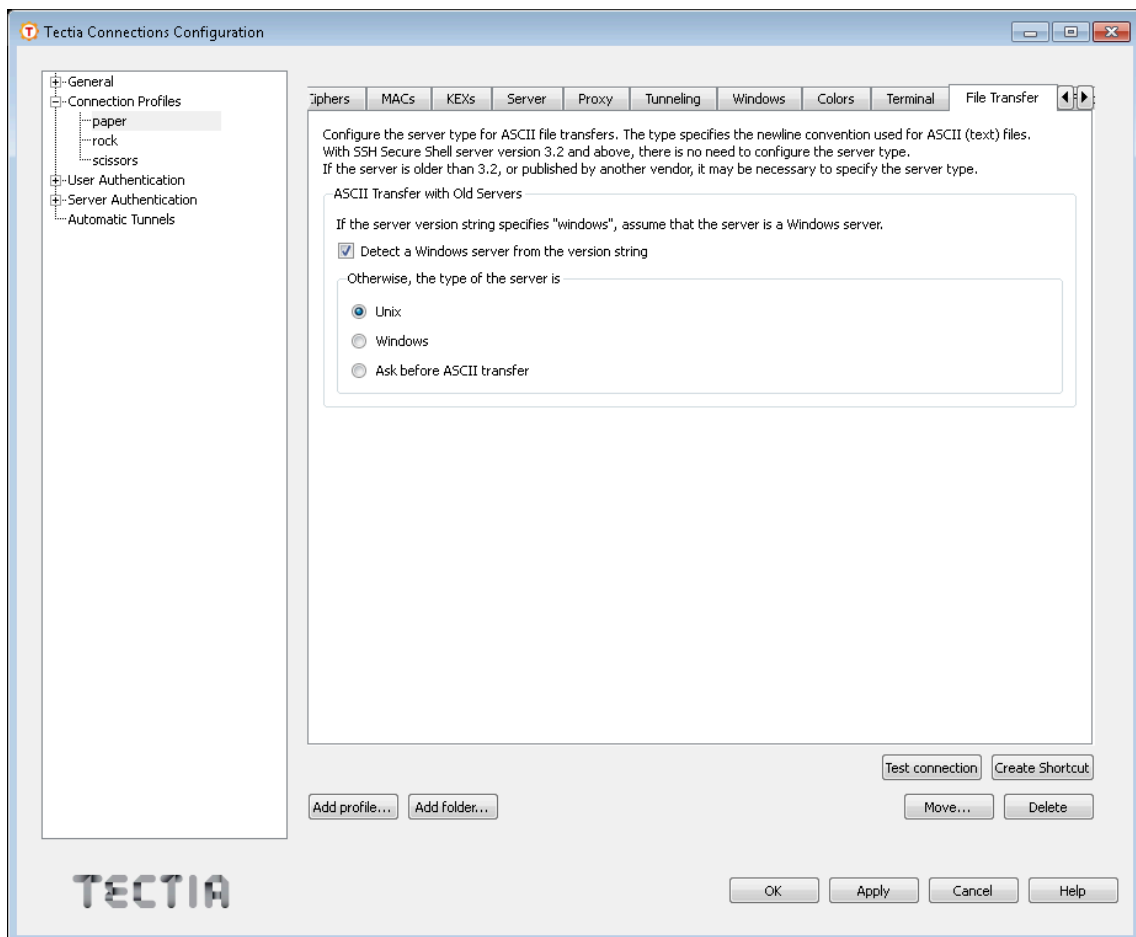 Tectia Connections Configuration
General
Connection Profiles
paper
rock
scissors
User Authentication
Server Authentication
Automatic Tunnels
MACs
KEXs
Server
Proxy
Tunneling
Windows
Colors
Terminal
File Transfer
Configure the server type for ASCII file transfers. The type specifies the newline convention used for ASCII (text) files.
With SSH Secure Shell server version 3.2 and above, there is no need to configure the server type.
If the server is older than 3.2, or published by another vendor, it may be necessary to specify the server type.
ASCII Transfer with Old Servers
If the server version string specifies "windows", assume that the server is a Windows server.
Detect a Windows server from the version string
Otherwise, the type of the server is
Unix
Windows
Ask before ASCII transfer
Test connection
Create Shortcut
Add profile...
Add folder...
Move...
Delete
TECTIA
OK
Apply
Cancel
Help